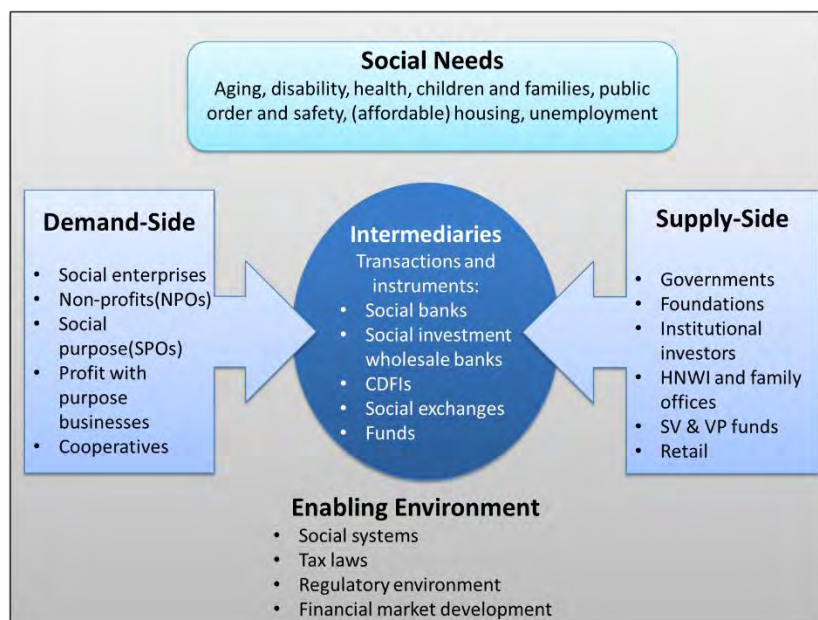 Social Needs
Aging, disability, health, children and families, public
order and safety, (affordable) housing, unemployment
Demand-Side
• Social enterprises
• Non-profits(NPOs)
• Social
purpose(SPOs)
• Profit with
purpose
businesses
• Cooperatives
Intermediaries
Transactions and
instruments:
• Social banks
• Social investment
wholesale banks
• CDFIs
• Social exchanges
• Funds
Supply-Side
• Governments
• Foundations
• Institutional
investors
• HNWI and family
offices
• SV & VP funds
• Retail
Enabling Environment
• Social systems
• Tax laws
• Regulatory environment
• Financial market development